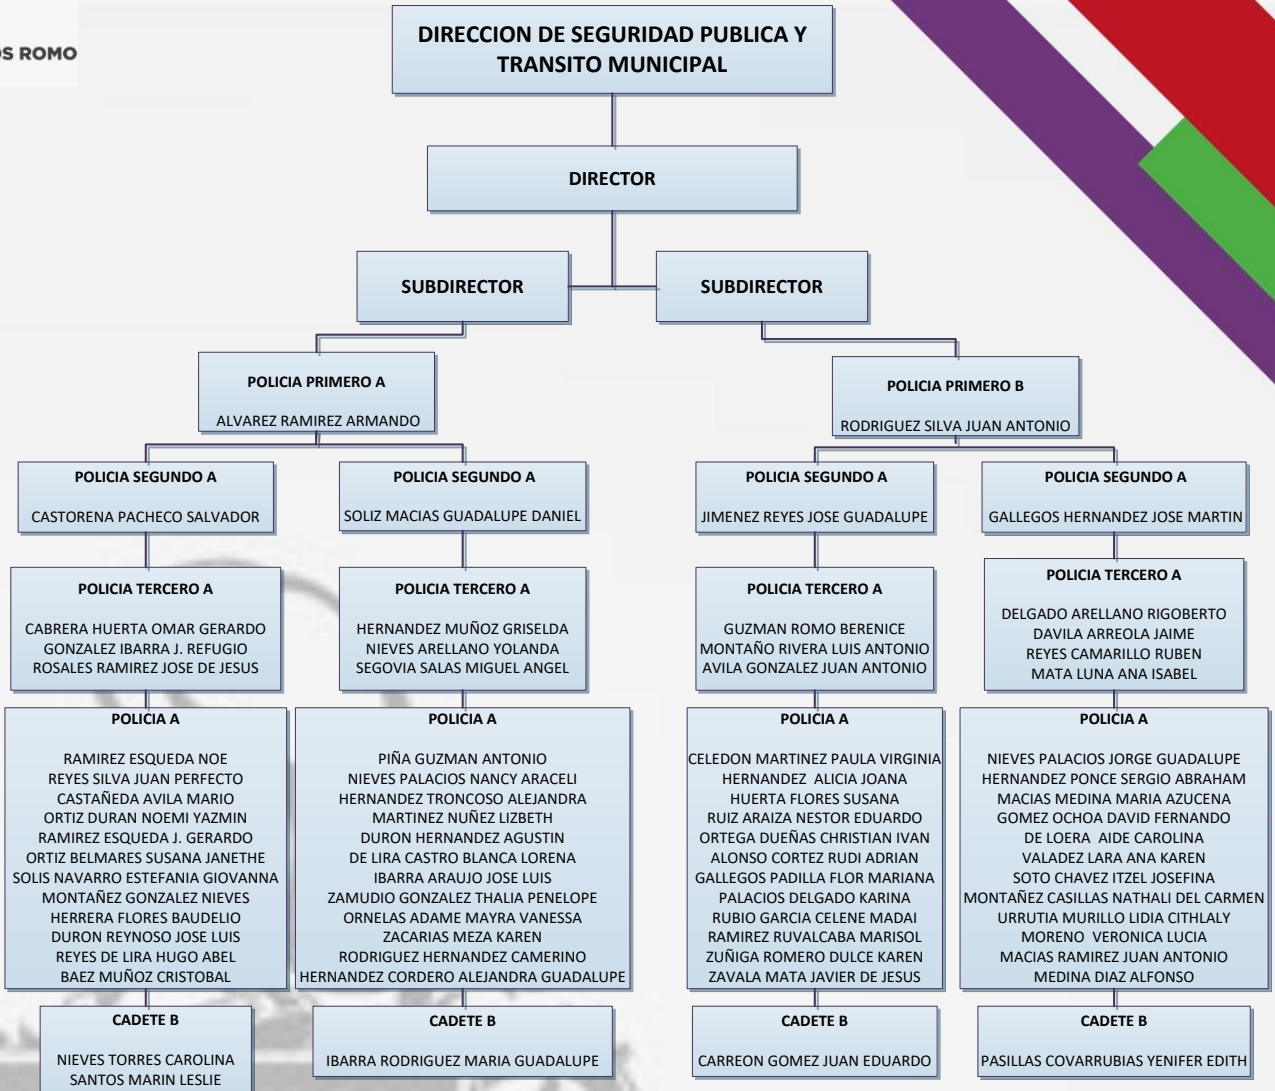 OS ROMO
DIRECCION DE SEGURIDAD PUBLICA Y
TRANSITO MUNICIPAL
DIRECTOR
SUBDIRECTOR
SUBDIRECTOR
POLICIA PRIMERO A
ALVAREZ RAMIREZ ARMANDO
POLICIA PRIMERO B
RODRIGUEZ SILVA JUAN ANTONIO
POLICIA SEGUNDO A
CASTORENA PACHECO SALVADOR
POLICIA SEGUNDO A
SOLIZ MACIAS GUADALUPE DANIEL
POLICIA SEGUNDO A
JIMENEZ REYES JOSE GUADALUPE
POLICIA SEGUNDO A
GALLEGOS HERNANDEZ JOSE MARTIN
POLICIA TERCERO A
CABRERA HUERTA OMAR GERARDO
GONZALEZ IBARRA J. REFUGIO
ROSALES RAMIREZ JOSE DE JESUS
POLICIA TERCERO A
HERNANDEZ MUÑOZ GRISELDA
NIEVES ARELLANO YOLANDA
SEGOVIA SALAS MIGUEL ANGEL
POLICIA TERCERO A
GUZMAN ROMO BERENICE
MONTAÑO RIVERA LUIS ANTONIO
AVILA GONZALEZ JUAN ANTONIO
POLICIA TERCERO A
DELGADO ARELLANO RIGOBERTO
DAVILA ARREOLA JAIME
REYES CAMARILLO RUBEN
MATA LUNA ANA ISABEL
POLICIA A
RAMIREZ ESQUEDA NOE
REYES SILVA JUAN PERFECTO
CASTAÑEDA AVILA MARIO
ORTIZ DURAN NOEMI YAZMIN
RAMIREZ ESQUEDA J. GERARDO
ORTIZ BELMARES SUSANA JANETHE
SOLIS NAVARRO ESTEFANIA GIOVANNA
MONTAÑEZ GONZALEZ NIEVES
HERRERA FLORES BAUDELIO
DURON REYNOSO JOSE LUIS
REYES DE LIRA HUGO ABEL
BAEZ MUÑOZ CRISTOBAL
POLICIA A
PIÑA GUZMAN ANTONIO
NIEVES PALACIOS NANCY ARACELI
HERNANDEZ TRONCOSO ALEJANDRA
MARTINEZ NUÑEZ LIZBETH
DURON HERNANDEZ AGUSTIN
DE LIRA CASTRO BLANCA LORENA
IBARRA ARAUJO JOSE LUIS
ZAMUDIO GONZALEZ THALIA PENELOPE
ORNELAS ADAME MAYRA VANESSA
ZACARIAS MEZA KAREN
RODRIGUEZ HERNANDEZ CAMERINO
HERNANDEZ CORDERO ALEJANDRA GUADALUPE
POLICIA A
CELEDON MARTINEZ PAULA VIRGINIA
HERNANDEZ  ALICIA JOANA
HUERTA FLORES SUSANA
RUIZ ARAIZA NESTOR EDUARDO
ORTEGA DUEÑAS CHRISTIAN IVAN
ALONSO CORTEZ RUDI ADRIAN
GALLEGOS PADILLA FLOR MARIANA
PALACIOS DELGADO KARINA
RUBIO GARCIA CELENE MADAI
RAMIREZ RUVALCABA MARISOL
ZUÑIGA ROMERO DULCE KAREN
ZAVALA MATA JAVIER DE JESUS
POLICIA A
NIEVES PALACIOS JORGE GUADALUPE
HERNANDEZ PONCE SERGIO ABRAHAM
MACIAS MEDINA MARIA AZUCENA
GOMEZ OCHOA DAVID FERNANDO
DE LOERA  AIDE CAROLINA
VALADEZ LARA ANA KAREN
SOTO CHAVEZ ITZEL JOSEFINA
MONTAÑEZ CASILLAS NATHALI DEL CARMEN
URRUTIA MURILLO LIDIA CITHLALY
MORENO  VERONICA LUCIA
MACIAS RAMIREZ JUAN ANTONIO
MEDINA DIAZ ALFONSO
CADETE B
NIEVES TORRES CAROLINA
SANTOS MARIN LESLIE
CADETE B
IBARRA RODRIGUEZ MARIA GUADALUPE
CADETE B
CARREON GOMEZ JUAN EDUARDO
CADETE B
PASILLAS COVARRUBIAS YENIFER EDITH